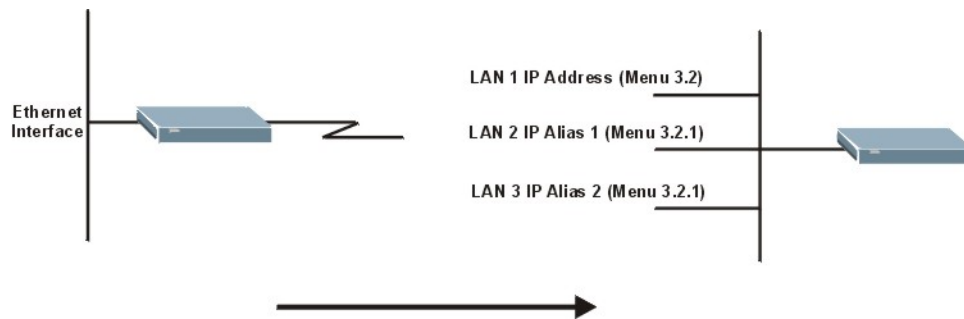 Ethernet
Interface
LAN 1 IP Address (Menu 3.2)
LAN 2 IP Alias 1 (Menu 3.2.1)
LAN 3 IP Alias 2 (Menu 3.2.1)